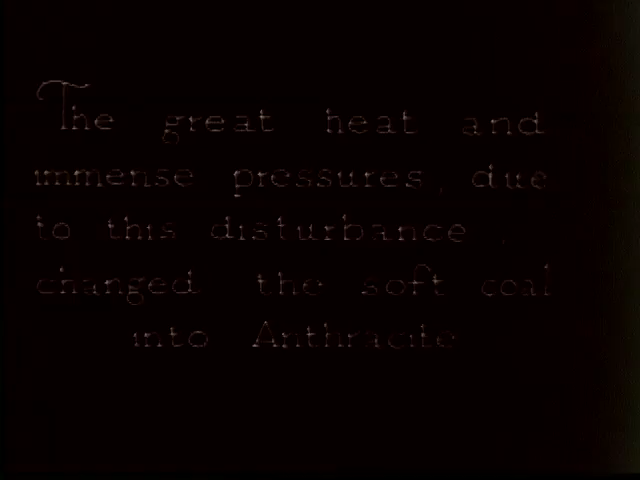 The great heat and
immense pressures, due
to this disturbance,
changed the soft coal
into Anthracite